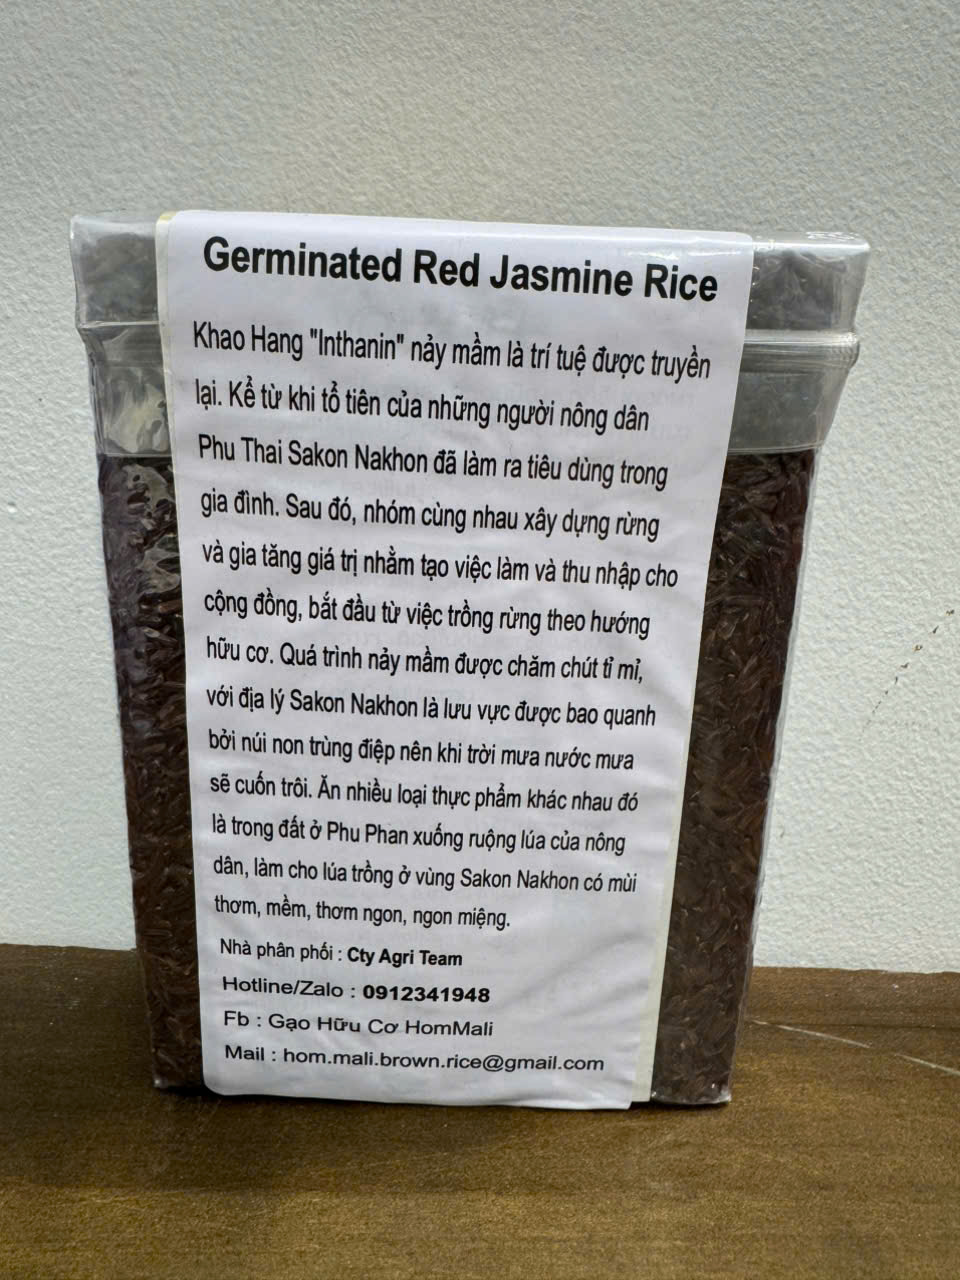 Germinated Red Jasmine Rice
Khao Hang "Inthanin" nảy mầm là trí tuệ được truyền
lại. Kể từ khi tổ tiên của những người nông dân
Phu Thai Sakon Nakhon đã làm ra tiêu dùng trong
gia đình. Sau đó, nhóm cùng nhau xây dựng rừng
và gia tăng giá trị nhằm tạo việc làm và thu nhập cho
cộng đồng, bắt đầu từ việc trồng rừng theo hướng
hữu cơ. Quá trình nảy mầm được chăm chút tỉ mỉ,
với địa lý Sakon Nakhon là lưu vực được bao quanh
bởi núi non trùng điệp nên khi trời mưa nước mưa
sẽ cuốn trôi. Ăn nhiều loại thực phẩm khác nhau đó
là trong đất ở Phu Phan xuống ruộng lúa của nông
dân, làm cho lúa trồng ở vùng Sakon Nakhon có mùi
thơm, mềm, thơm ngon, ngon miệng.
Nhà phân phối : Cty Agri Team
Hotline/Zalo : 0912341948
Fb : Gạo Hữu Cơ HomMali
Mail : hom.mali.brown.rice@gmail.com